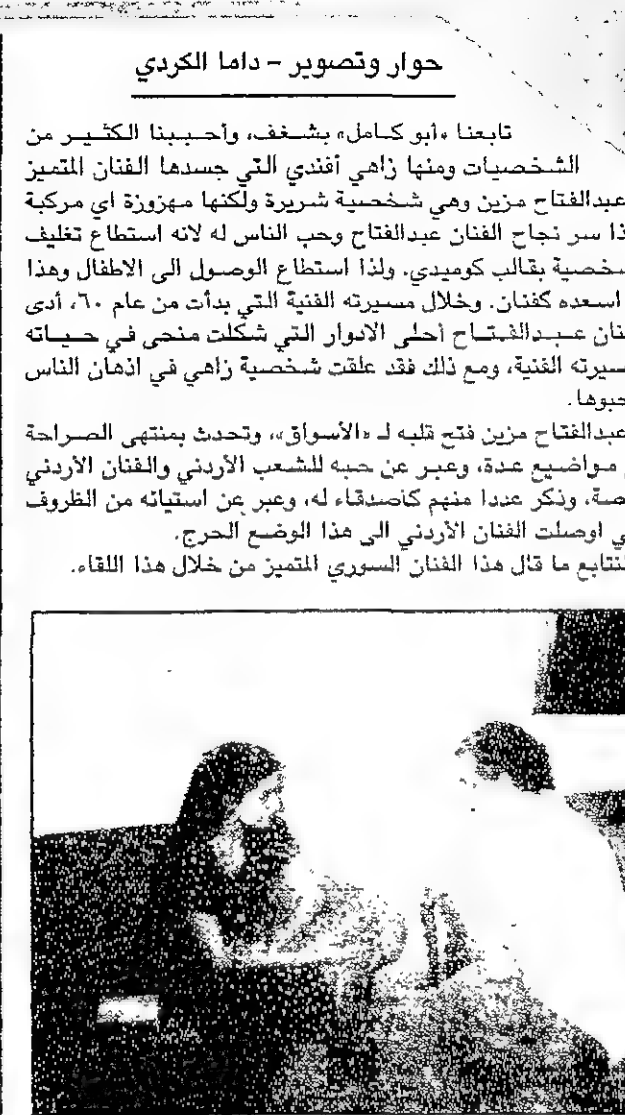 حوار وتصوير - داما الكردي
تابعنا «أبو كامل» بشغف، وأحببنا الكثير من
الشخصيات ومنها زاهي أفندي التي جسدها الفنان المتميز
عبدالفتاح مزين وهي شخصية شريرة ولكنها مهزوزة اي مركبة
ذا سر نجاح الفنان عبدالفتاح وحب الناس له لانه استطاع تغليف
شخصية بقالب كوميدي. ولذا استطاع الوصول الى الاطفال وهذا
اسعده كفنان. وخلال مسيرته الفنية التي بدأت من عام ٦٠، أدى
نان عبدالفتاح أحلى الادوار التي شكلت منحى في حياته
سيرته الفنية، ومع ذلك فقد علقت شخصية زاهي في اذهان الناس
حبوها.
عبدالفتاح مزين فتح قلبه لـ «الأسواق»، وتحدث بمنتهى الصراحة
مواضيع عدة، وعبر عن حبه للشعب الأردني والفنان الأردني
صة، وذكر عددا منهم كأصدقاء له، وعبر عن استيائه من الظروف
ي اوصلت الفنان الأردني الى هذا الوضع الحرج.
لنتابع ما قال هذا الفنان السوري المتميز من خلال هذا اللقاء.